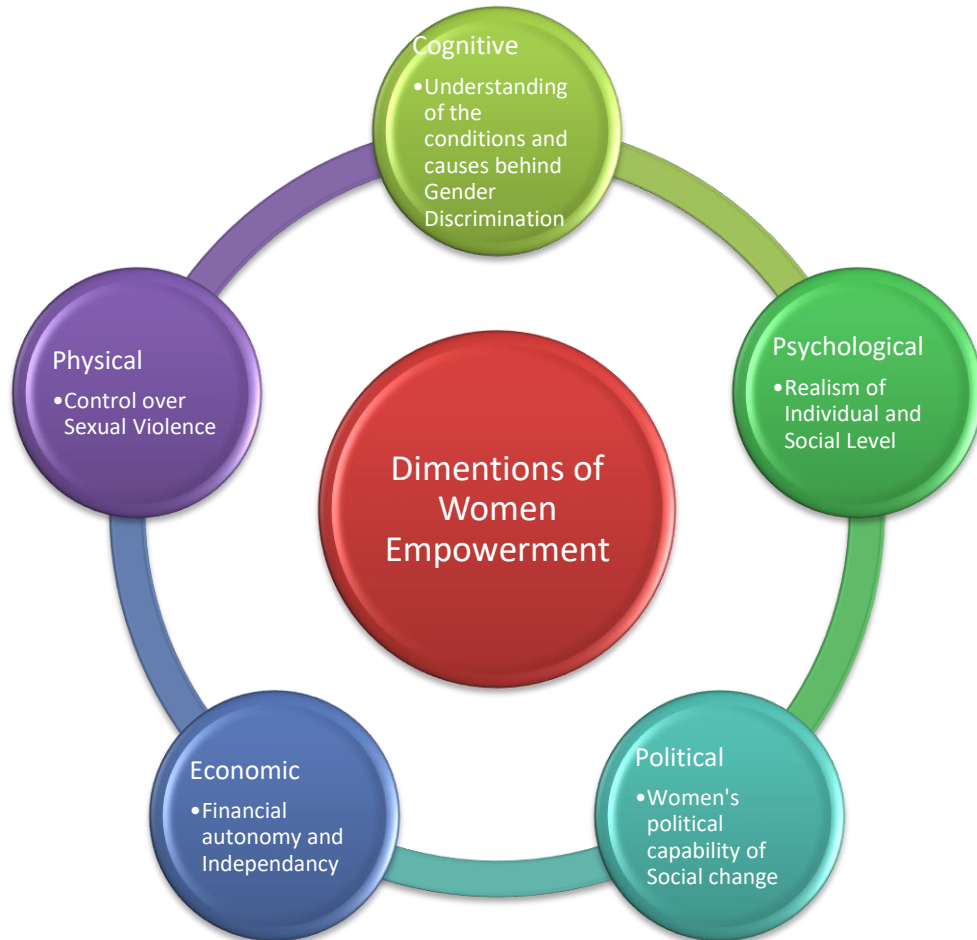 Cognitive
•Understanding
of the
conditions and
causes behind
Gender
Discrimination
Psychological
•Realism of
Individual and
Social Level
Political
•Women's
political
capability of
Social change
Economic
•Financial
autonomy and
Independancy
Physical
•Control over
Sexual Violence
Dimentions of
Women
Empowerment